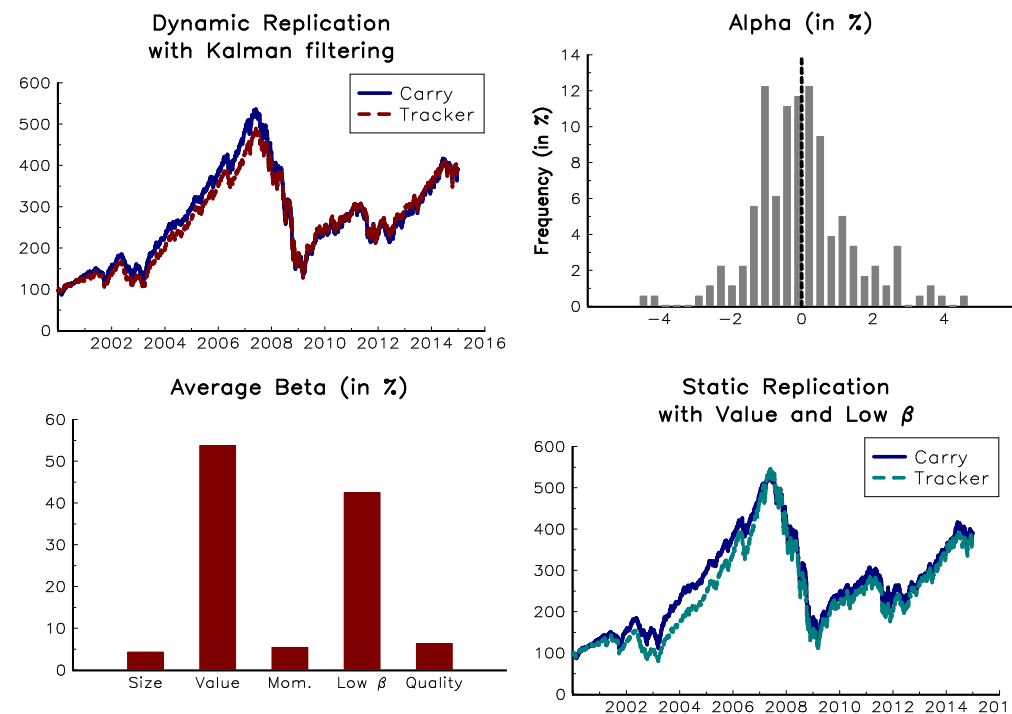 Dynamic Replication
with Kalman filtering
600
500
400
300
200
100
0
2002 2004 2006 2008 2010 2012 2014 2016
Carry
Tracker
Alpha (in %)
Frequency (in %)
14
12
10
8
6
4
2
0
−4 −2 0 2 4
Average Beta (in %)
60
50
40
30
20
10
0
Size Value Mom. Low β Quality
Static Replication
with Value and Low β
600
500
400
300
200
100
0
2002 2004 2006 2008 2010 2012 2014 201
Carry
Tracker